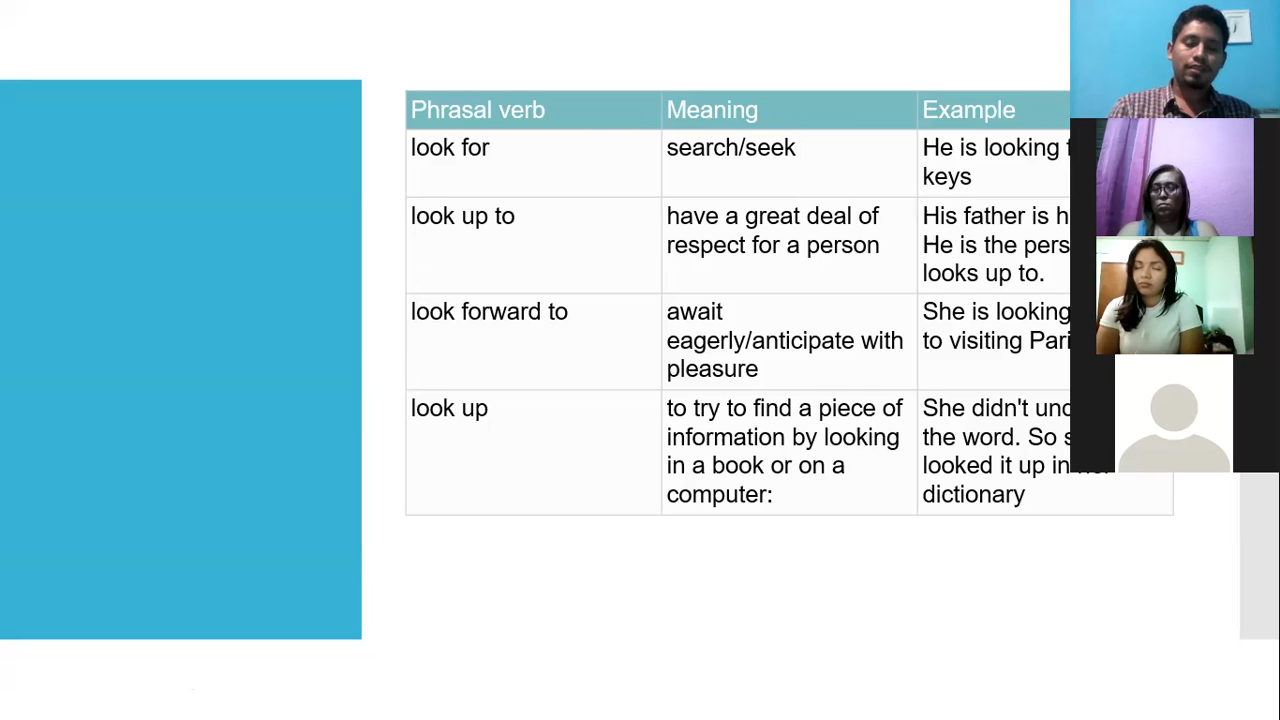 Phrasal verb Meaning Example
look for search/seek He is looking
keys
look up to have a great deal of His father is
respect for a person He is the
looks up to.
look forward to await She is looking
eagerly/anticipate with to visiting
pleasure
look up to try to find a piece of She didn't
information by looking the word. So
in a book or on a looked it up in
computer: dictionary